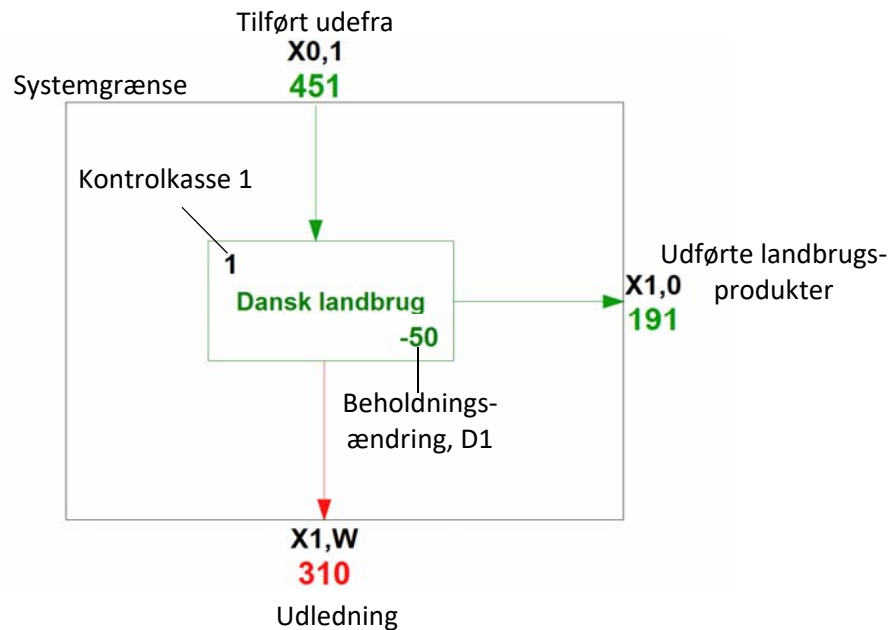 Tilført udefra
X0,1
451
Systemgrænse
Kontrolkasse 1
1
Dansk landbrug
-50
Udførte landbrugs-
produkter
X1,0
191
Beholdnings-
ændring, D1
X1,W
310
Udledning